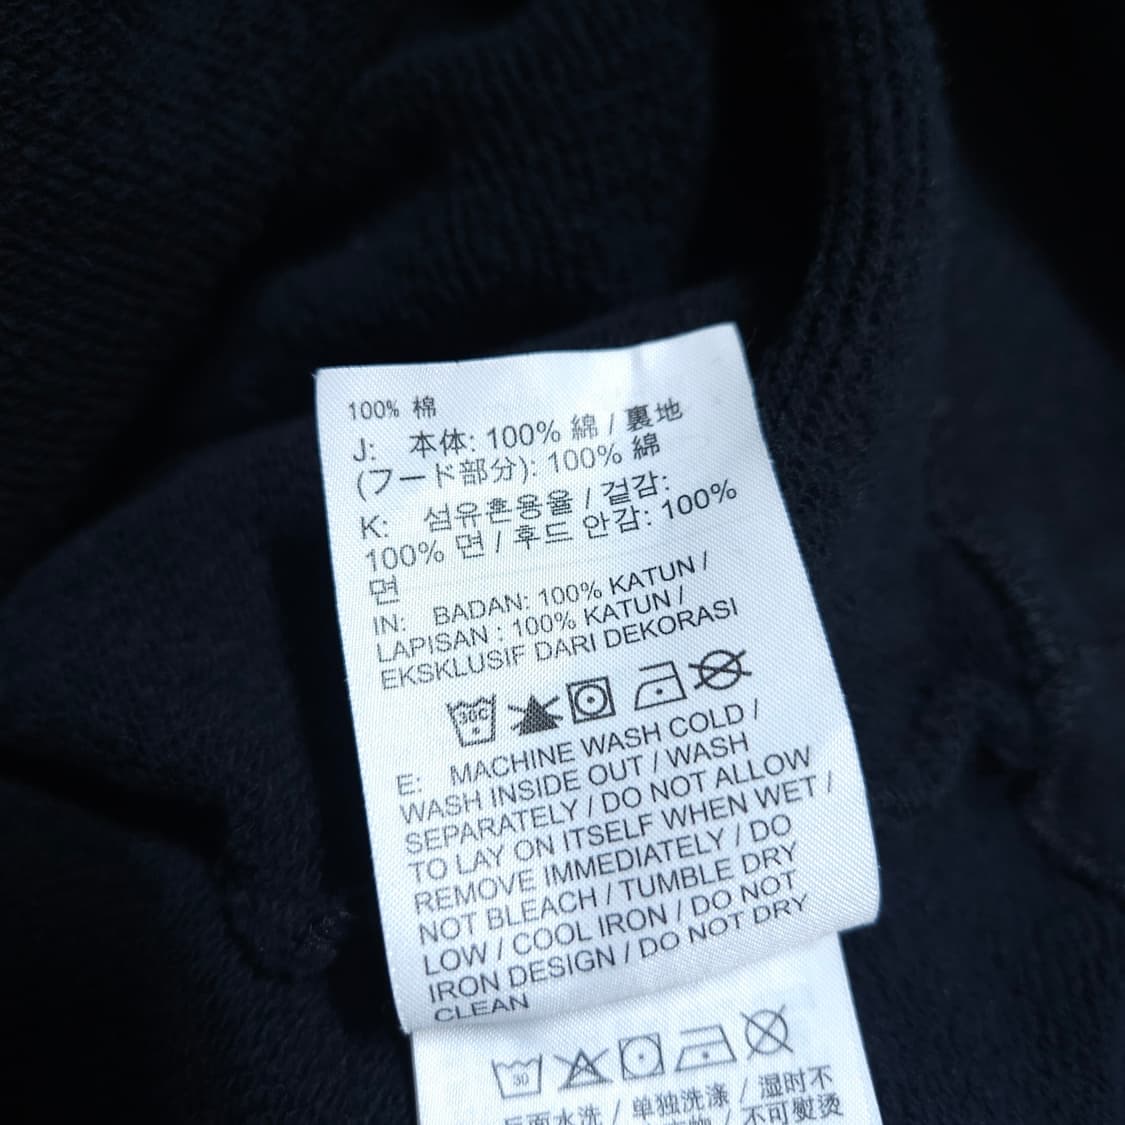 100% 棉
J: 本体: 100% 綿 / 裏地
(フード部分): 100% 綿
K: 섬유혼용율 / 겉감:
100% 면 / 후드 안감: 100%
면
IN: BADAN: 100% KATUN /
LAPISAN : 100% KATUN /
EKSKLUSIF DARI DEKORASI
30C
E: MACHINE WASH COLD /
WASH INSIDE OUT / WASH
SEPARATELY / DO NOT ALLOW
TO LAY ON ITSELF WHEN WET /
REMOVE IMMEDIATELY / DO
NOT BLEACH / TUMBLE DRY
LOW / COOL IRON / DO NOT
IRON DESIGN / DO NOT DRY
CLEAN
30
反面水洗 / 单独洗涤 / 湿时不
/ 不可熨烫